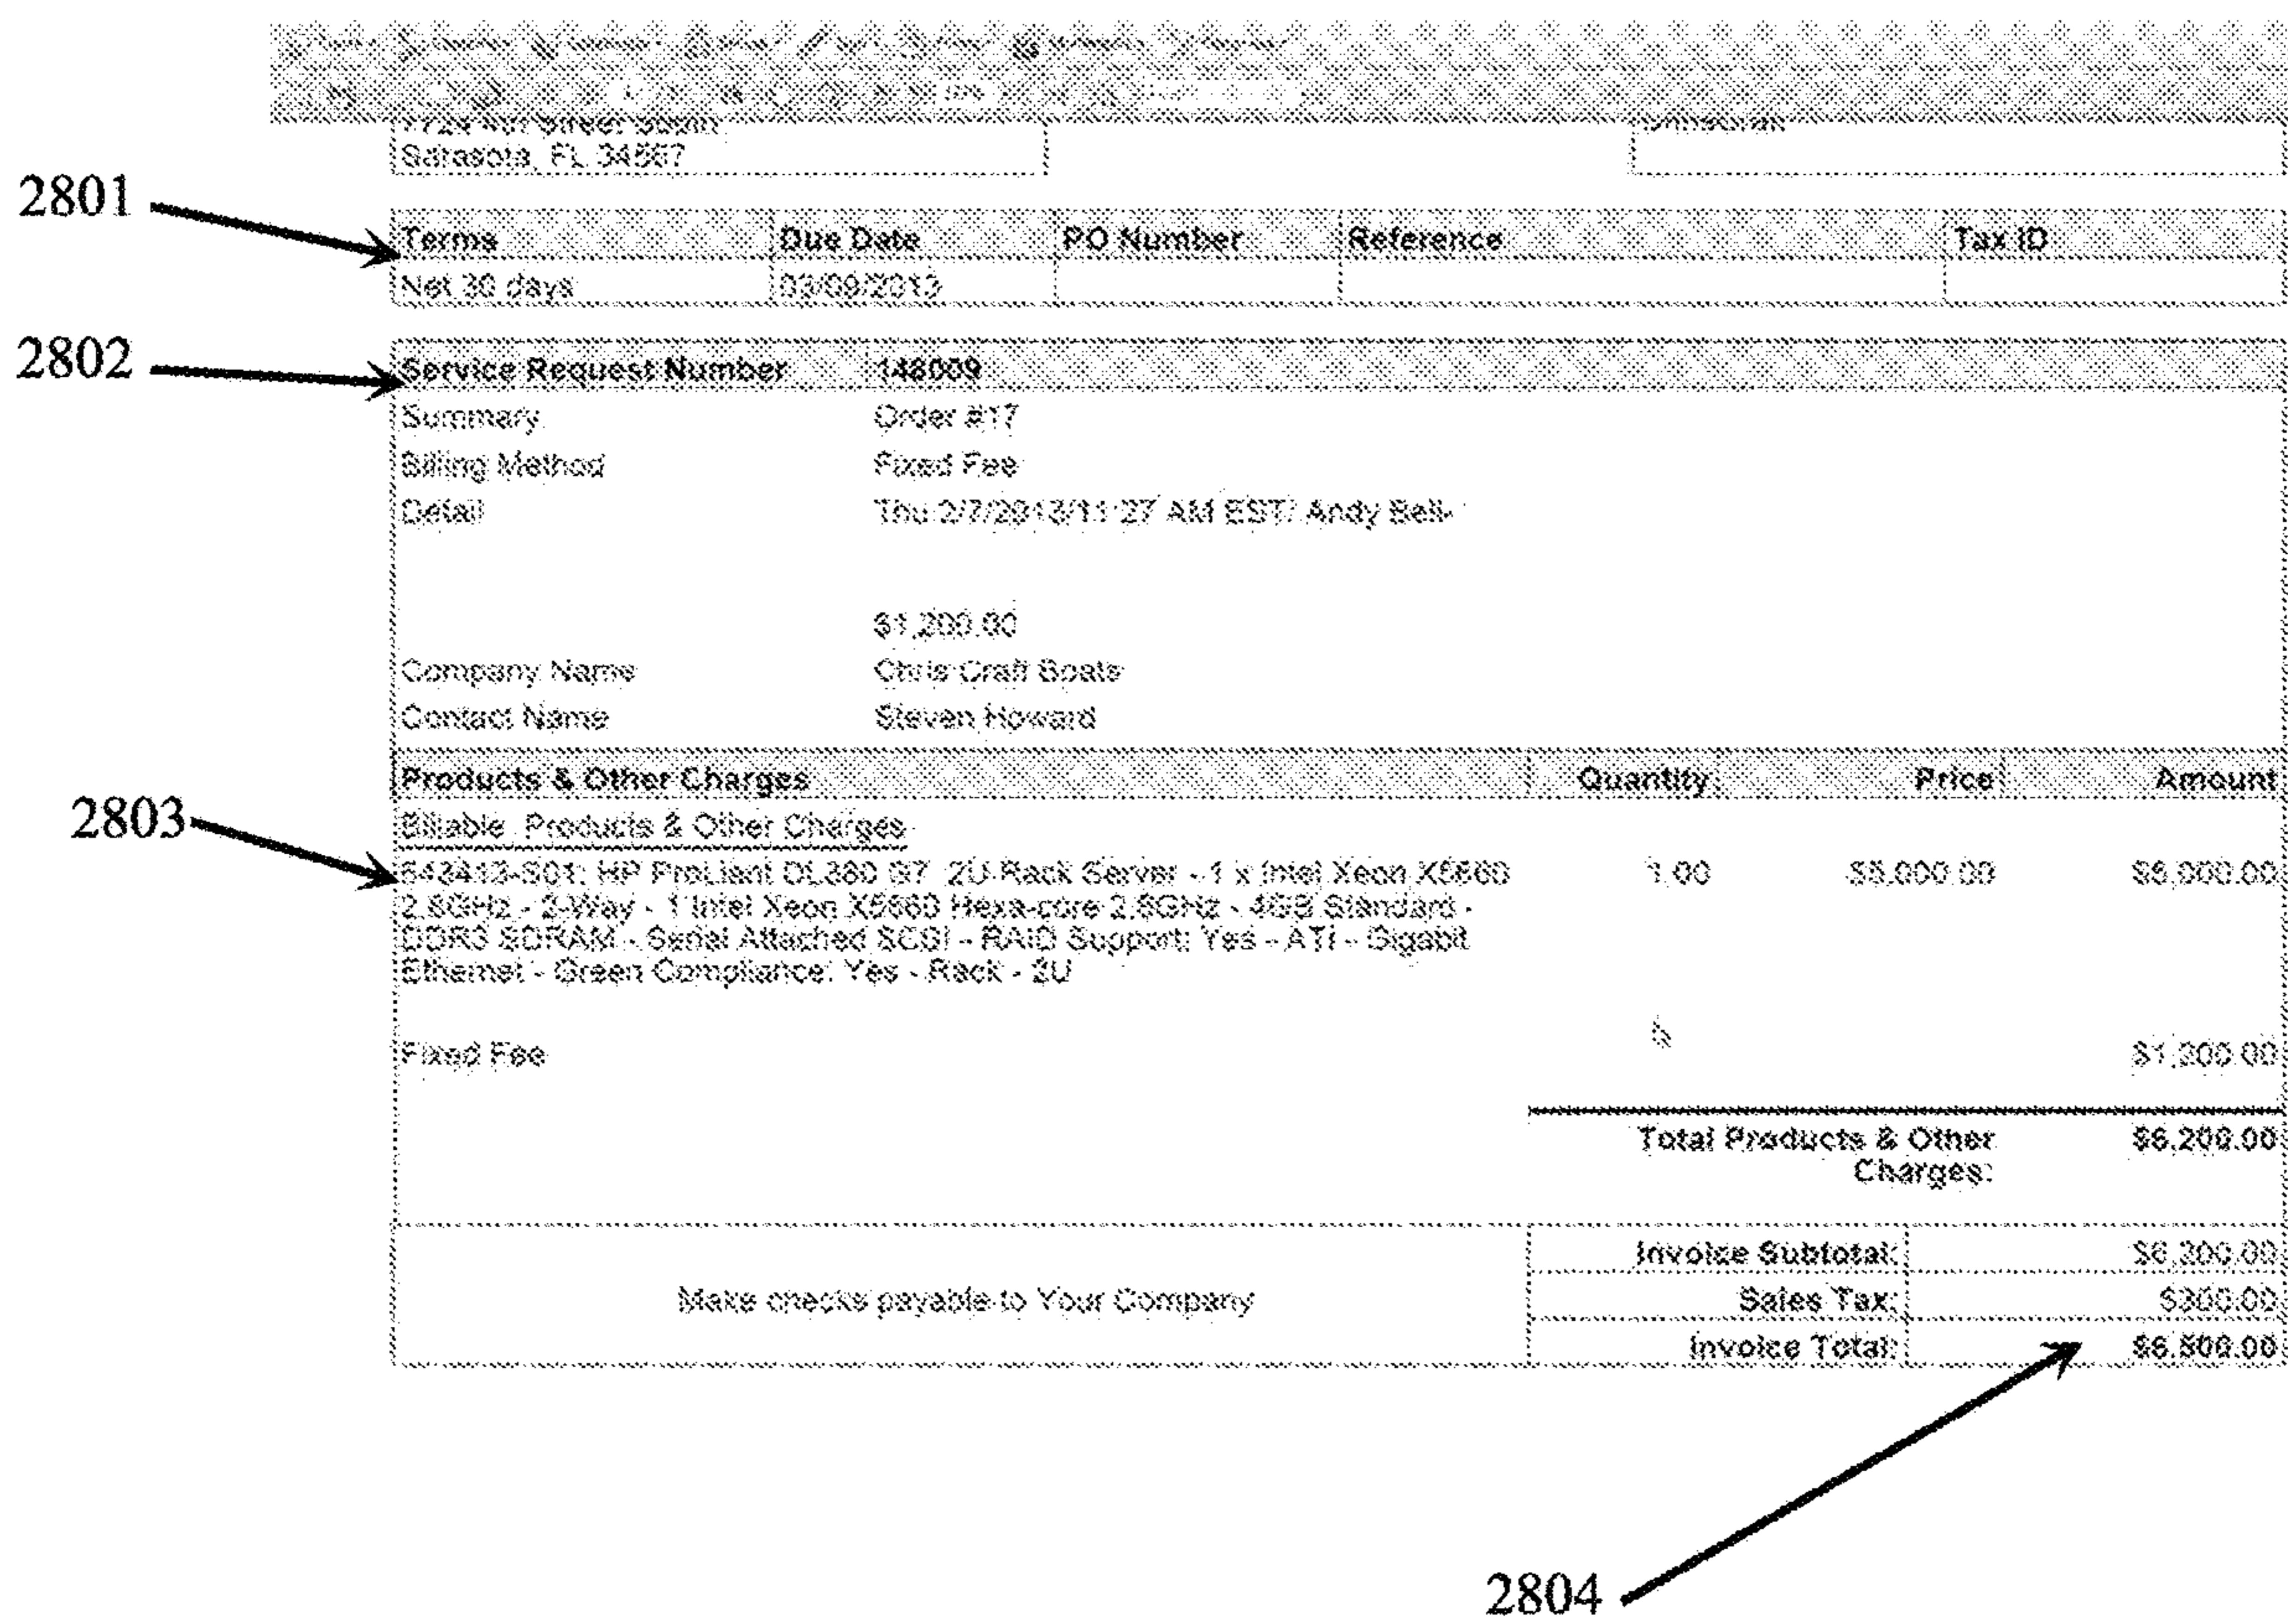 Sarasota, FL 34567
2801
Terms Due Date PO Number Reference Tax ID
Net 30 days 03/09/2013
2802
Service Request Number 148009
Summary Order #17
Billing Method Fixed Fee
Detail Thu 2/7/2013/11:27 AM EST/ Andy Bell-
$1,200.00
Company Name Chris Craft Boats
Contact Name Steven Howard
Products & Other Charges Quantity Price Amount
2803
Billable Products & Other Charges
HP ProLiant DL380 G7 2U Rack Server - 1 x Intel Xeon X5660 1.00 $5,000.00 $5,000.00
2.8GHz - 2-Way - 1 Intel Xeon X5660 Hexa-core 2.8GHz - 4GB Standard -
DDR3 SDRAM - Serial Attached SCSI - RAID Support: Yes - ATI - Gigabit
Ethernet - Green Compliance: Yes - Rack - 2U
Fixed Fee $1,200.00
Total Products & Other $6,200.00
Charges:
Invoice Subtotal: $6,200.00
Make checks payable to Your Company
Sales Tax: $300.00
Invoice Total: $6,500.00
2804